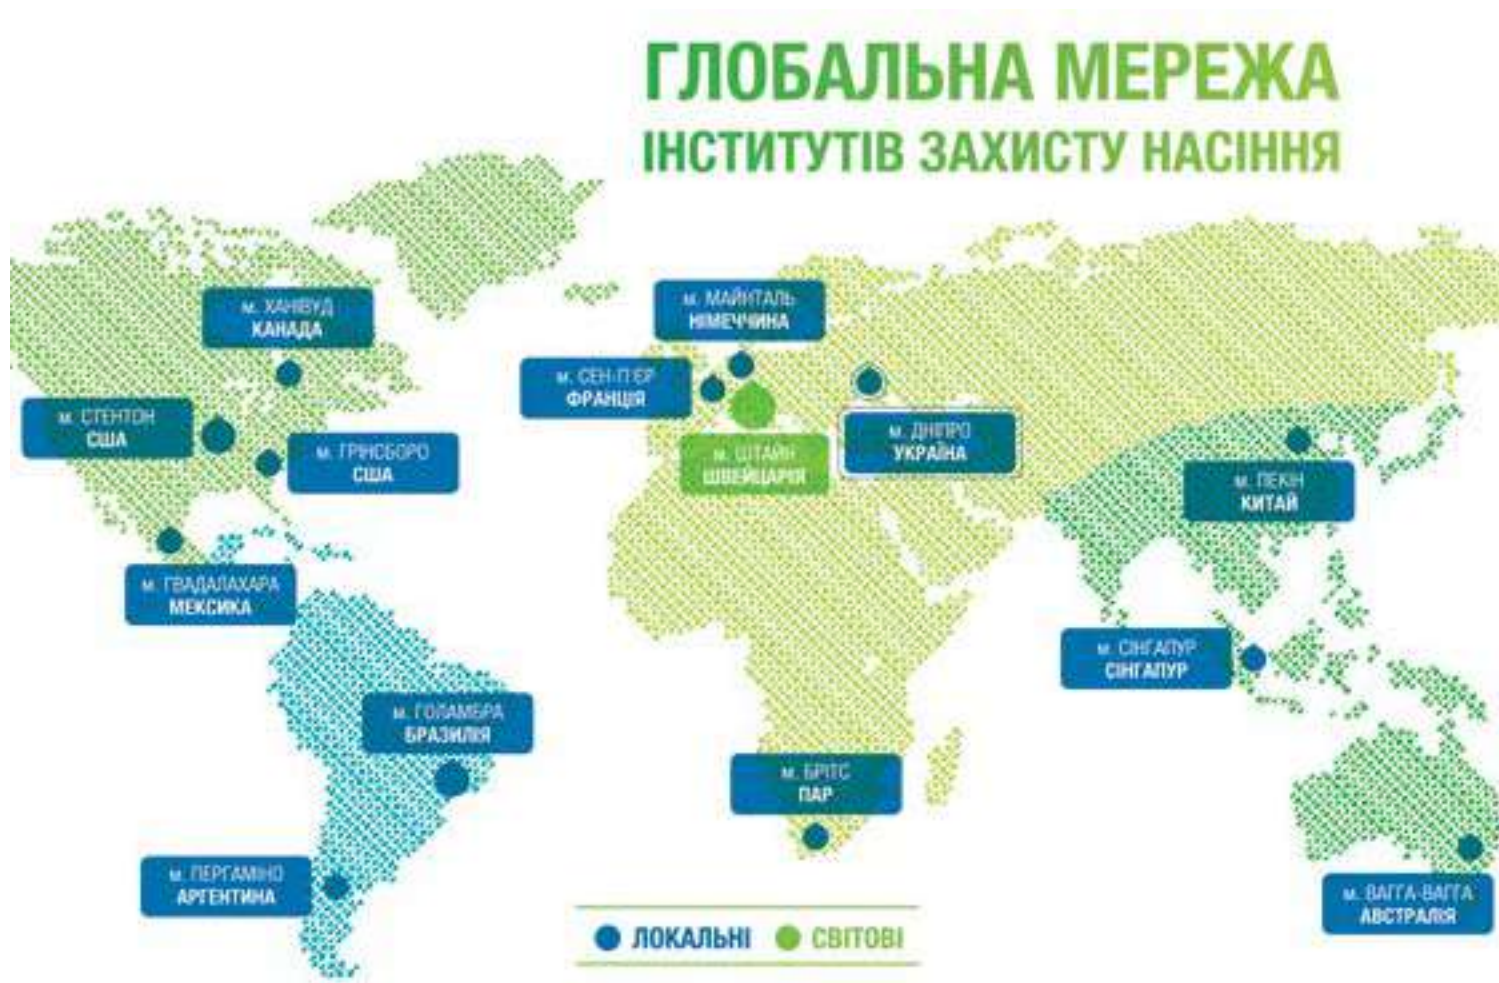 ГЛОБАЛЬНА МЕРЕЖА
ІНСТИТУТІВ ЗАХИСТУ НАСІННЯ
м. ХАНІВУД
КАНАДА
м. МАЙНТАЛЬ
НІМЕЧЧИНА
м. СЕН-П'ЄР
ФРАНЦІЯ
м. СТЕНТОН
США
м. ГРІНСБОРО
США
м. ШТАЙН
ШВЕЙЦАРІЯ
м. ДНІПРО
УКРАЇНА
м. ПЕКІН
КИТАЙ
м. ГВАДАЛАХАРА
МЕКСИКА
м. СІНГАПУР
СІНГАПУР
м. ГОЛАМБРА
БРАЗИЛІЯ
м. БРІТС
ПАР
м. ПЕРГАМІНО
АРГЕНТИНА
м. ВАГГА-ВАГГА
АВСТРАЛІЯ
ЛОКАЛЬНІ СВІТОВІ